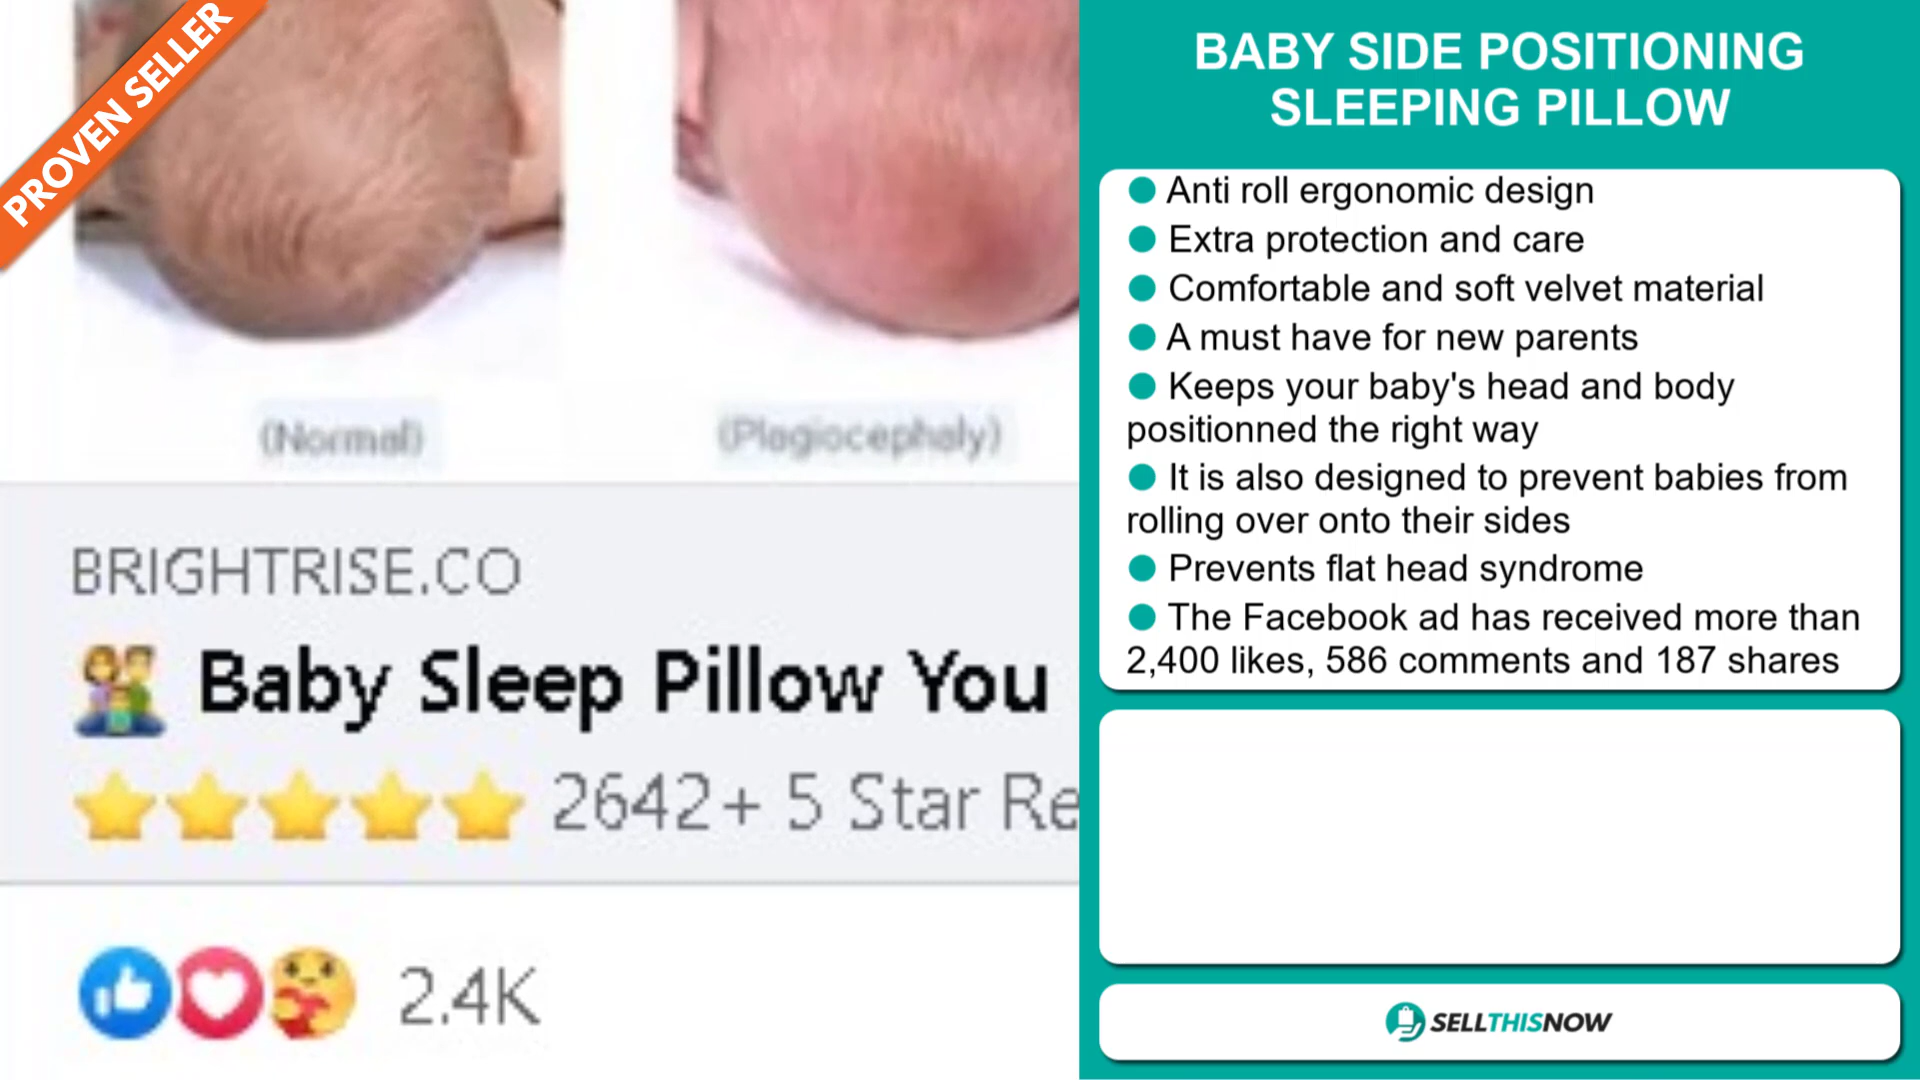 PROVEN SELLER
(Normal)
(Plagiocephaly)
BRIGHTRISE.CO
Baby Sleep Pillow You
2642+ 5 Star Re
2.4K
BABY SIDE POSITIONING
SLEEPING PILLOW
● Anti roll ergonomic design
● Extra protection and care
● Comfortable and soft velvet material
● A must have for new parents
● Keeps your baby's head and body
positionned the right way
● It is also designed to prevent babies from
rolling over onto their sides
● Prevents flat head syndrome
● The Facebook ad has received more than
2,400 likes, 586 comments and 187 shares
SELLTHISNOW